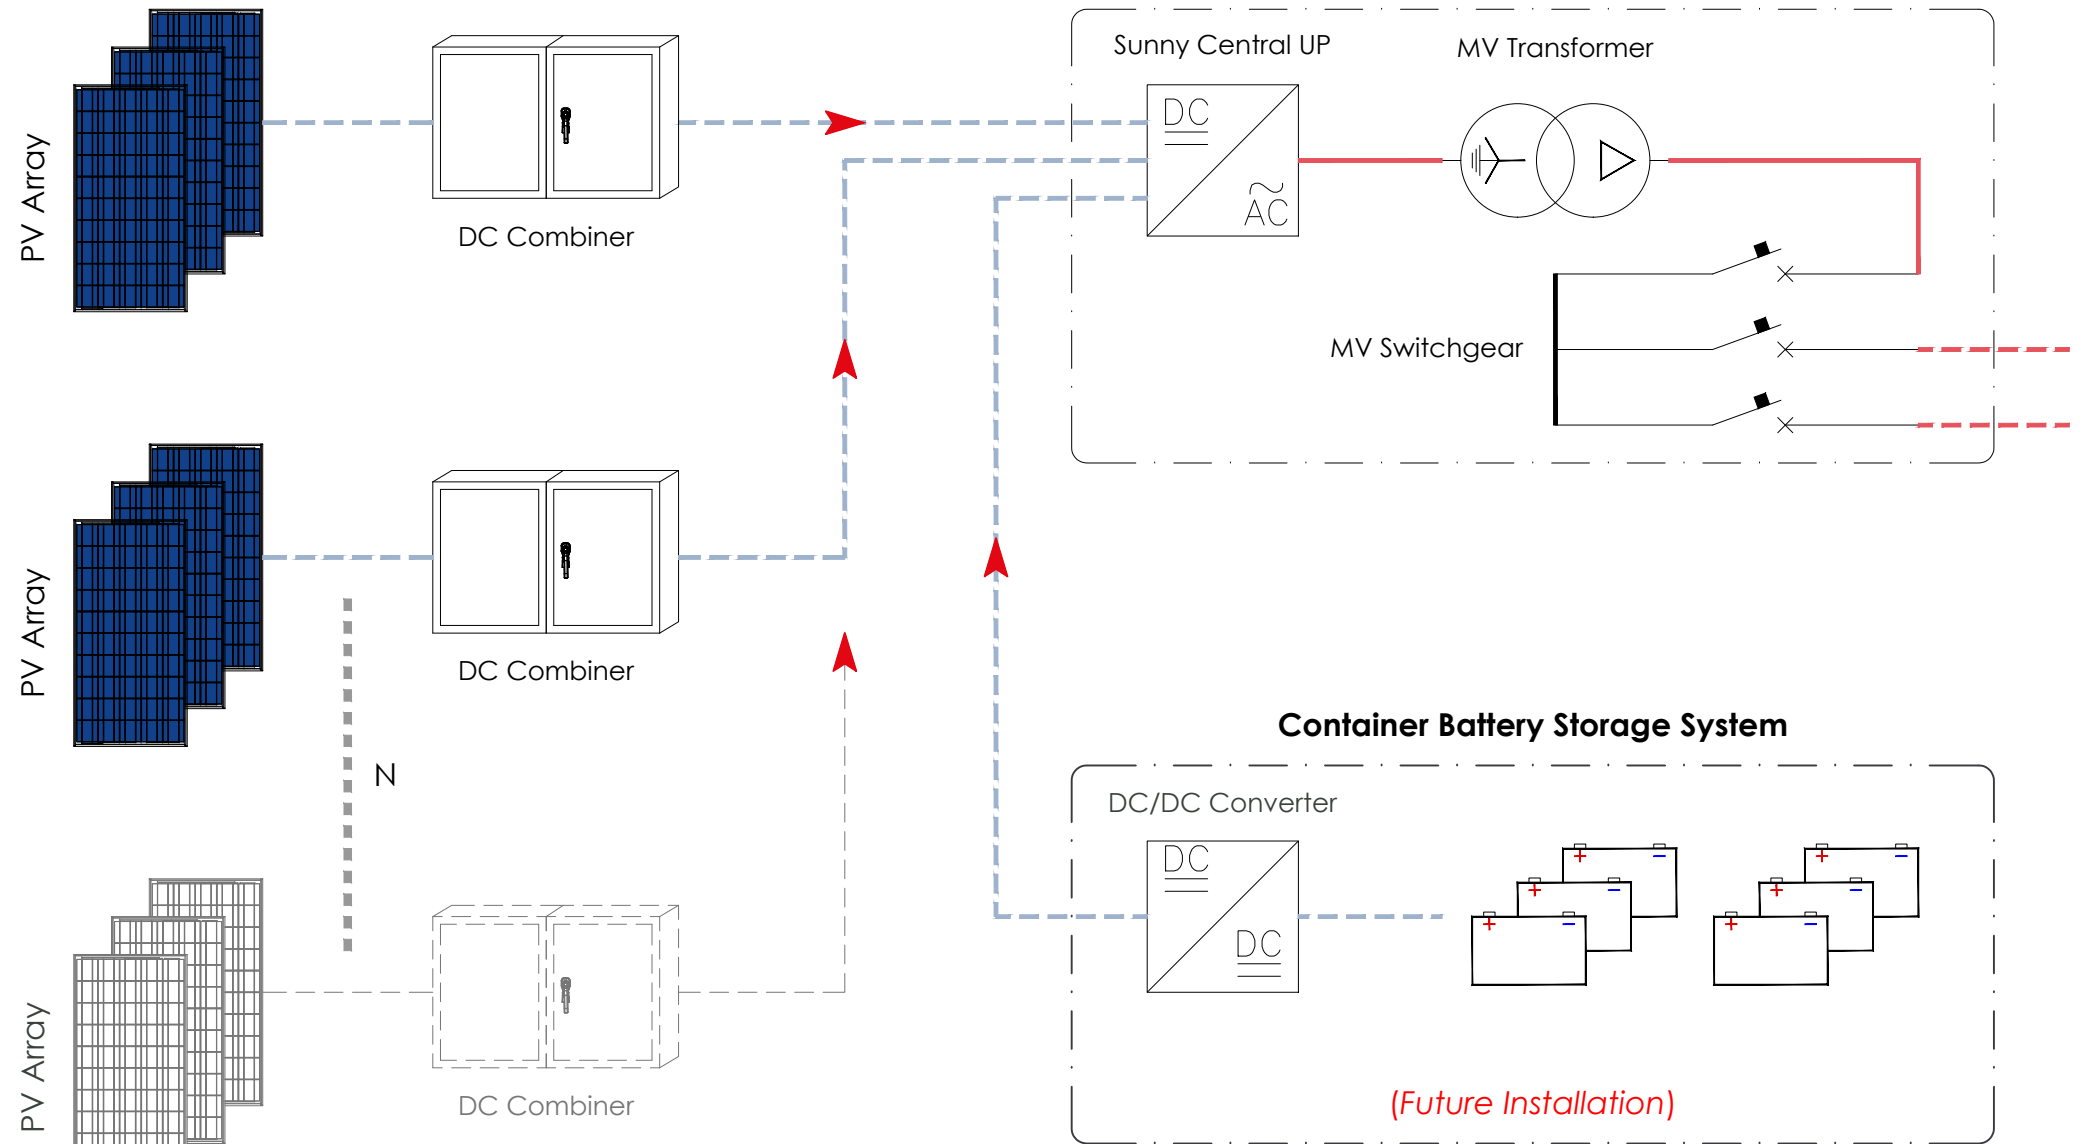 PV Array
DC Combiner
Sunny Central UP
MV Transformer
DC
AC
MV Switchgear
PV Array
DC Combiner
N
Container Battery Storage System
DC/DC Converter
DC
DC
+ − + −
+ − + −
+ − + −
PV Array
DC Combiner
(Future Installation)